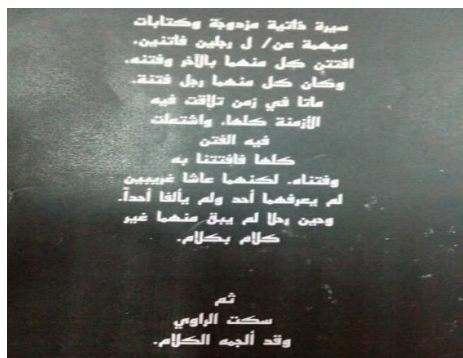 سيرة ذاتية مزدوجة وكتابات
مبهمة عن/ ل رجلين فاتنين.
افتتن كل منهما بالآخر وفتنه.
وكان كل منهما رجل فتنة.
ماتا في زمن تلاقت فيه
الأزمنة كلها، واشتعلت
فيه الفتن
كلها فافتتنا به
وفتناه. لكنهما عاشا غريبين
لم يعرفهما أحد ولم يألفا أحداً.
وحين رحلا لم يبق منهما غير
كلام بكلام.
ثم
سكت الراوي
وقد ألجمه الكلام.